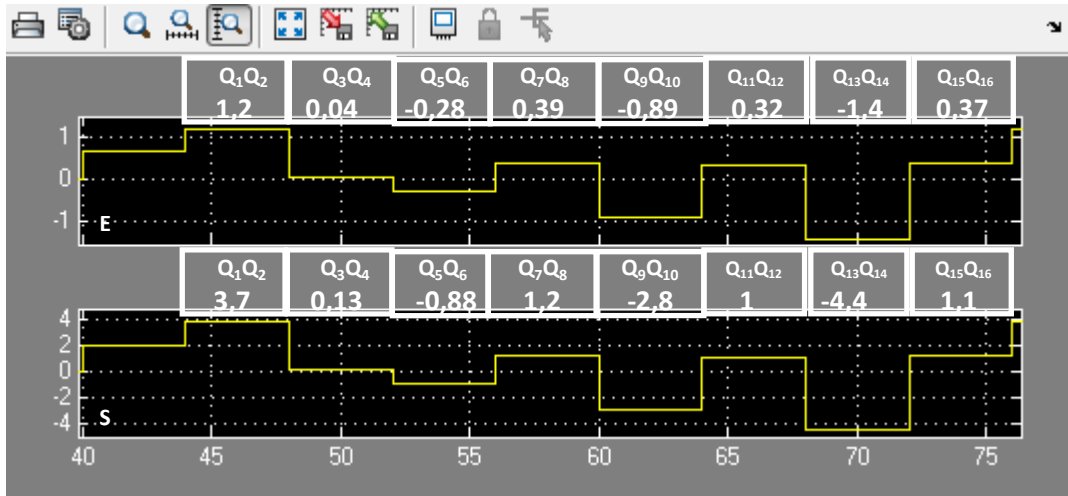 Q₁Q₂ Q₃Q₄ Q₅Q₆ Q₇Q₈ Q₉Q₁₀ Q₁₁Q₁₂ Q₁₃Q₁₄ Q₁₅Q₁₆
1,2 0,04 -0,28 0,39 -0,89 0,32 -1,4 0,37
1
0
-1
E
Q₁Q₂ Q₃Q₄ Q₅Q₆ Q₇Q₈ Q₉Q₁₀ Q₁₁Q₁₂ Q₁₃Q₁₄ Q₁₅Q₁₆
3,7 0,13 -0,88 1,2 -2,8 1 -4,4 1,1
4
2
0
-2
-4
S
40 45 50 55 60 65 70 75